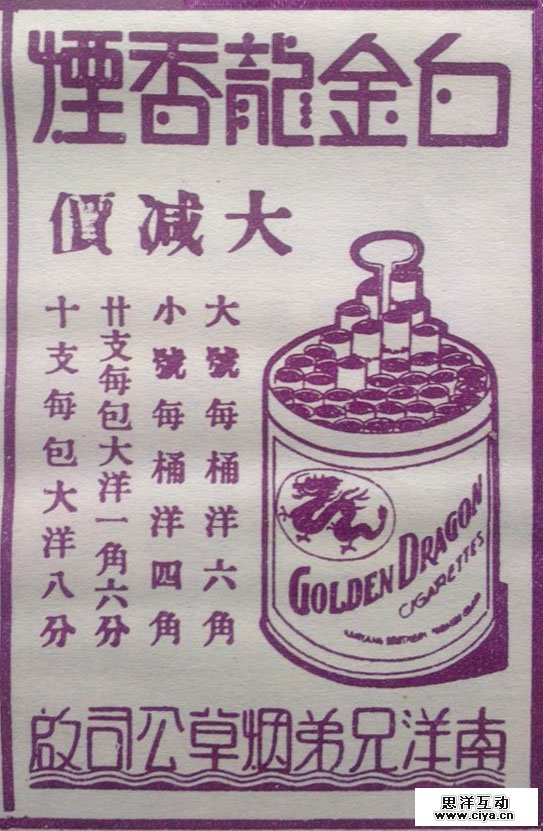 白金龍香煙
大減價
大號每桶洋六角
小號每桶洋四角
廿支每包大洋一角六分
十支每包大洋八分
GOLDEN DRAGON
CIGARETTES
南洋兄弟烟草公司啟
思洋互动
www.ciya.cn